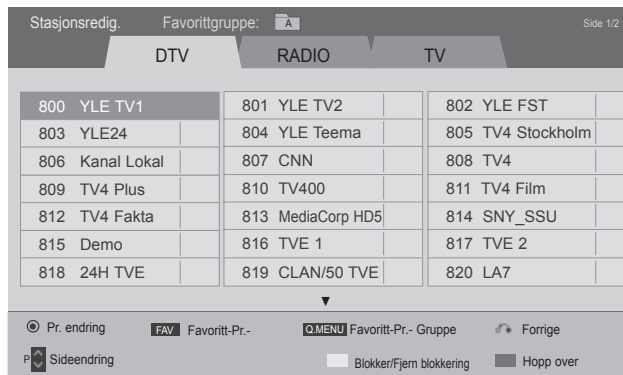 Stasjonsredig. Favorittgruppe: A Side 1/2
DTV RADIO TV
800 YLE TV1 801 YLE TV2 802 YLE FST
803 YLE24 804 YLE Teema 805 TV4 Stockholm
806 Kanal Lokal 807 CNN 808 TV4
809 TV4 Plus 810 TV400 811 TV4 Film
812 TV4 Fakta 813 MediaCorp HD5 814 SNY_SSU
815 Demo 816 TVE 1 817 TVE 2
818 24H TVE 819 CLAN/50 TVE 820 LA7
Pr. endring FAV Favoritt-Pr.- Q.MENU Favoritt-Pr.- Gruppe Forrige
P Sideendring Blokker/Fjern blokkering Hopp over